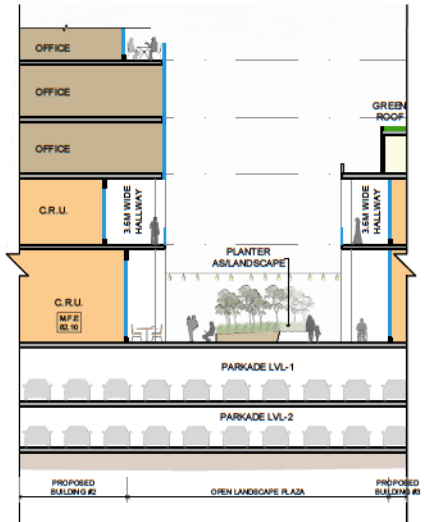 OFFICE
OFFICE
GREEN
ROOF
OFFICE
C.R.U.
3.6M WIDE
HALLWAY
3.6M WIDE
HALLWAY
PLANTER
AS/LANDSCAPE
C.R.U.
M.F.E
82.10
PARKADE LVL-1
PARKADE LVL-2
PROPOSED
BUILDING #2
OPEN LANDSCAPE PLAZA
PROPOSED
BUILDING #3